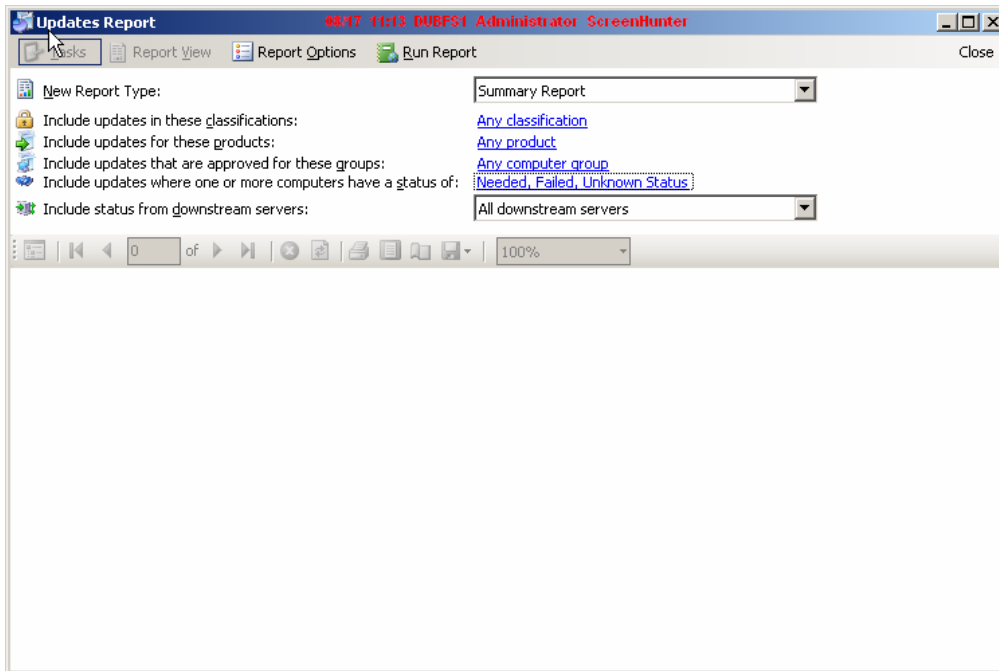 Updates Report 08:17 11:13 DUBFS1 Administrator ScreenHunter
Tasks Report View Report Options Run Report Close
New Report Type: Summary Report
Include updates in these classifications: Any classification
Include updates for these products: Any product
Include updates that are approved for these groups: Any computer group
Include updates where one or more computers have a status of: Needed, Failed, Unknown Status
Include status from downstream servers: All downstream servers
0 of 100%